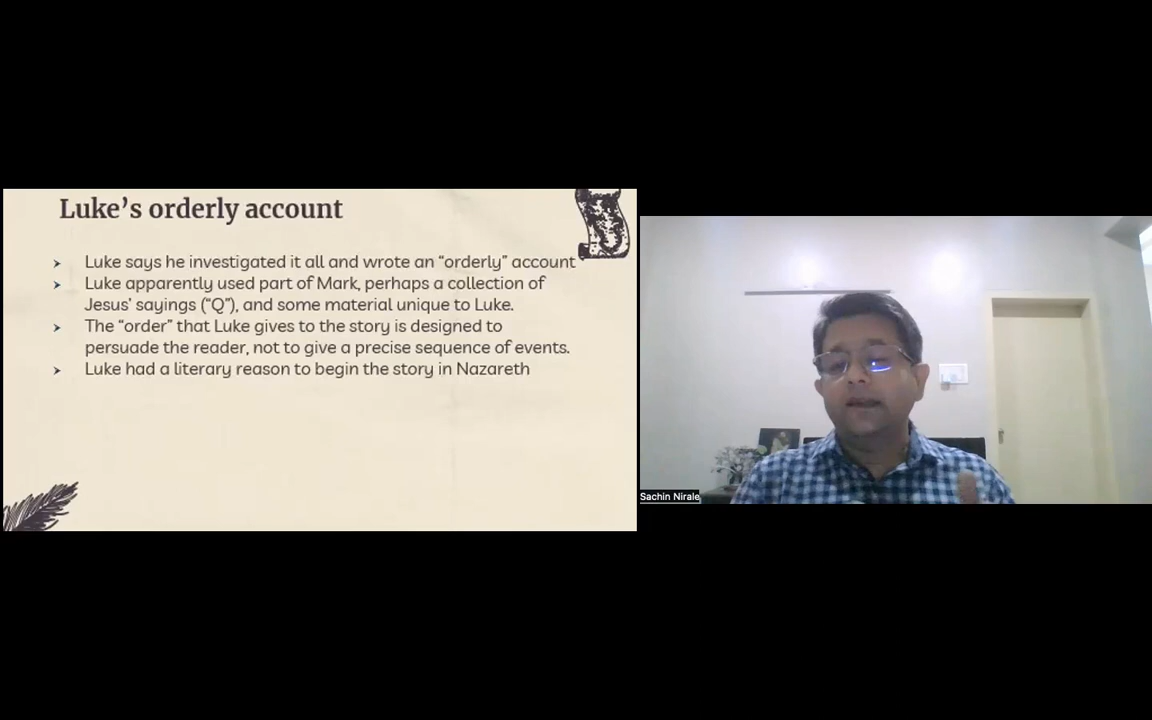 Luke’s orderly account
➤ Luke says he investigated it all and wrote an “orderly” account
➤ Luke apparently used part of Mark, perhaps a collection of
Jesus’ sayings (“Q”), and some material unique to Luke.
➤ The “order” that Luke gives to the story is designed to
persuade the reader, not to give a precise sequence of events.
➤ Luke had a literary reason to begin the story in Nazareth
Sachin Nirale